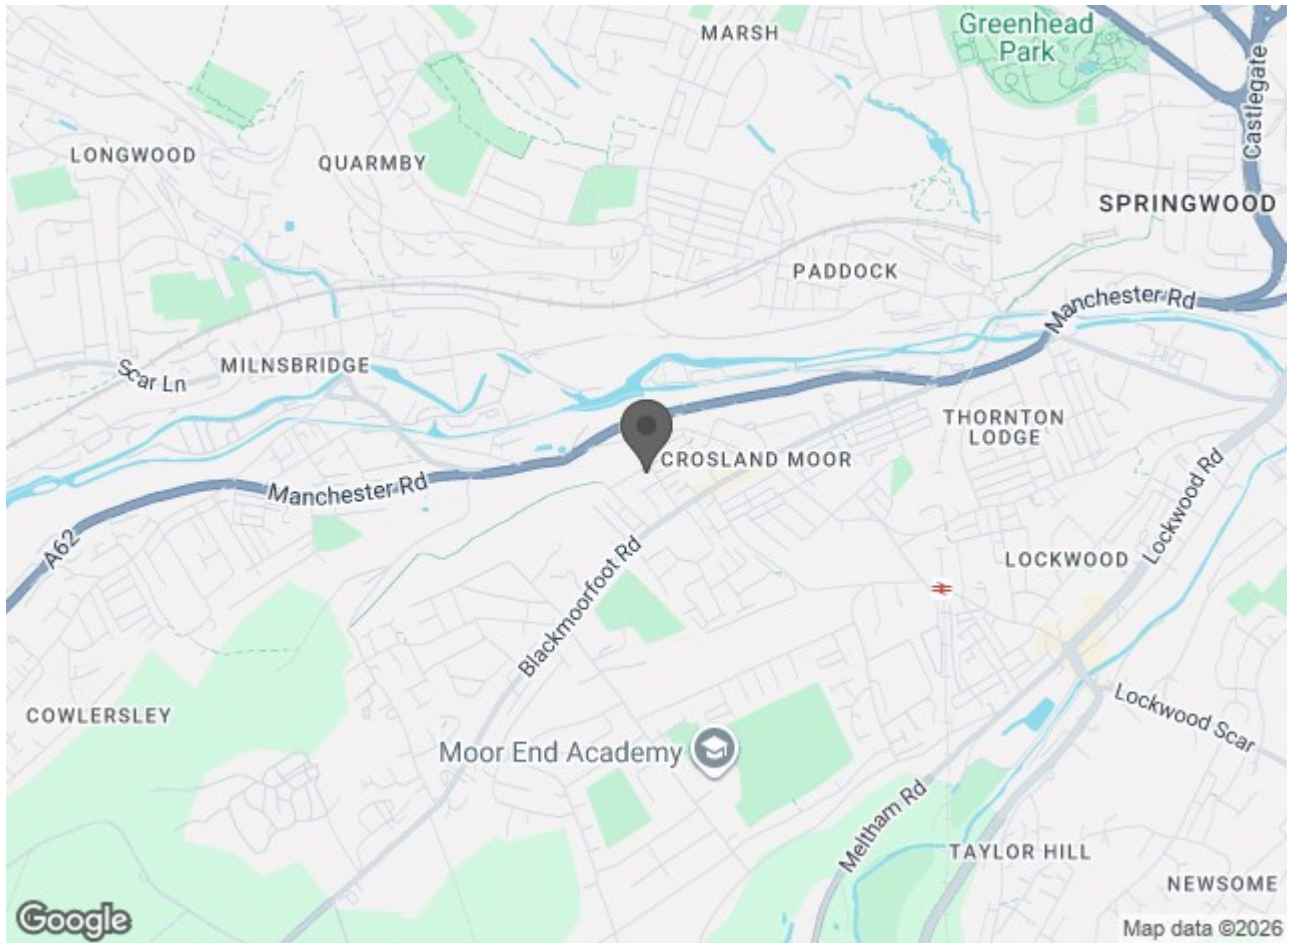 MARSH
Greenhead
Park
Castlegate
LONGWOOD
QUARMBY
SPRINGWOOD
PADDOCK
Manchester Rd
Scar Ln
MILNSBRIDGE
THORNTON
LODGE
CROSLAND MOOR
Manchester Rd
Lockwood Rd
A62
Blackmoorfoot Rd
LOCKWOOD
COWLERSLEY
Lockwood Scar
Moor End Academy
Meltham Rd
TAYLOR HILL
NEWSOME
Google
Map data ©2026